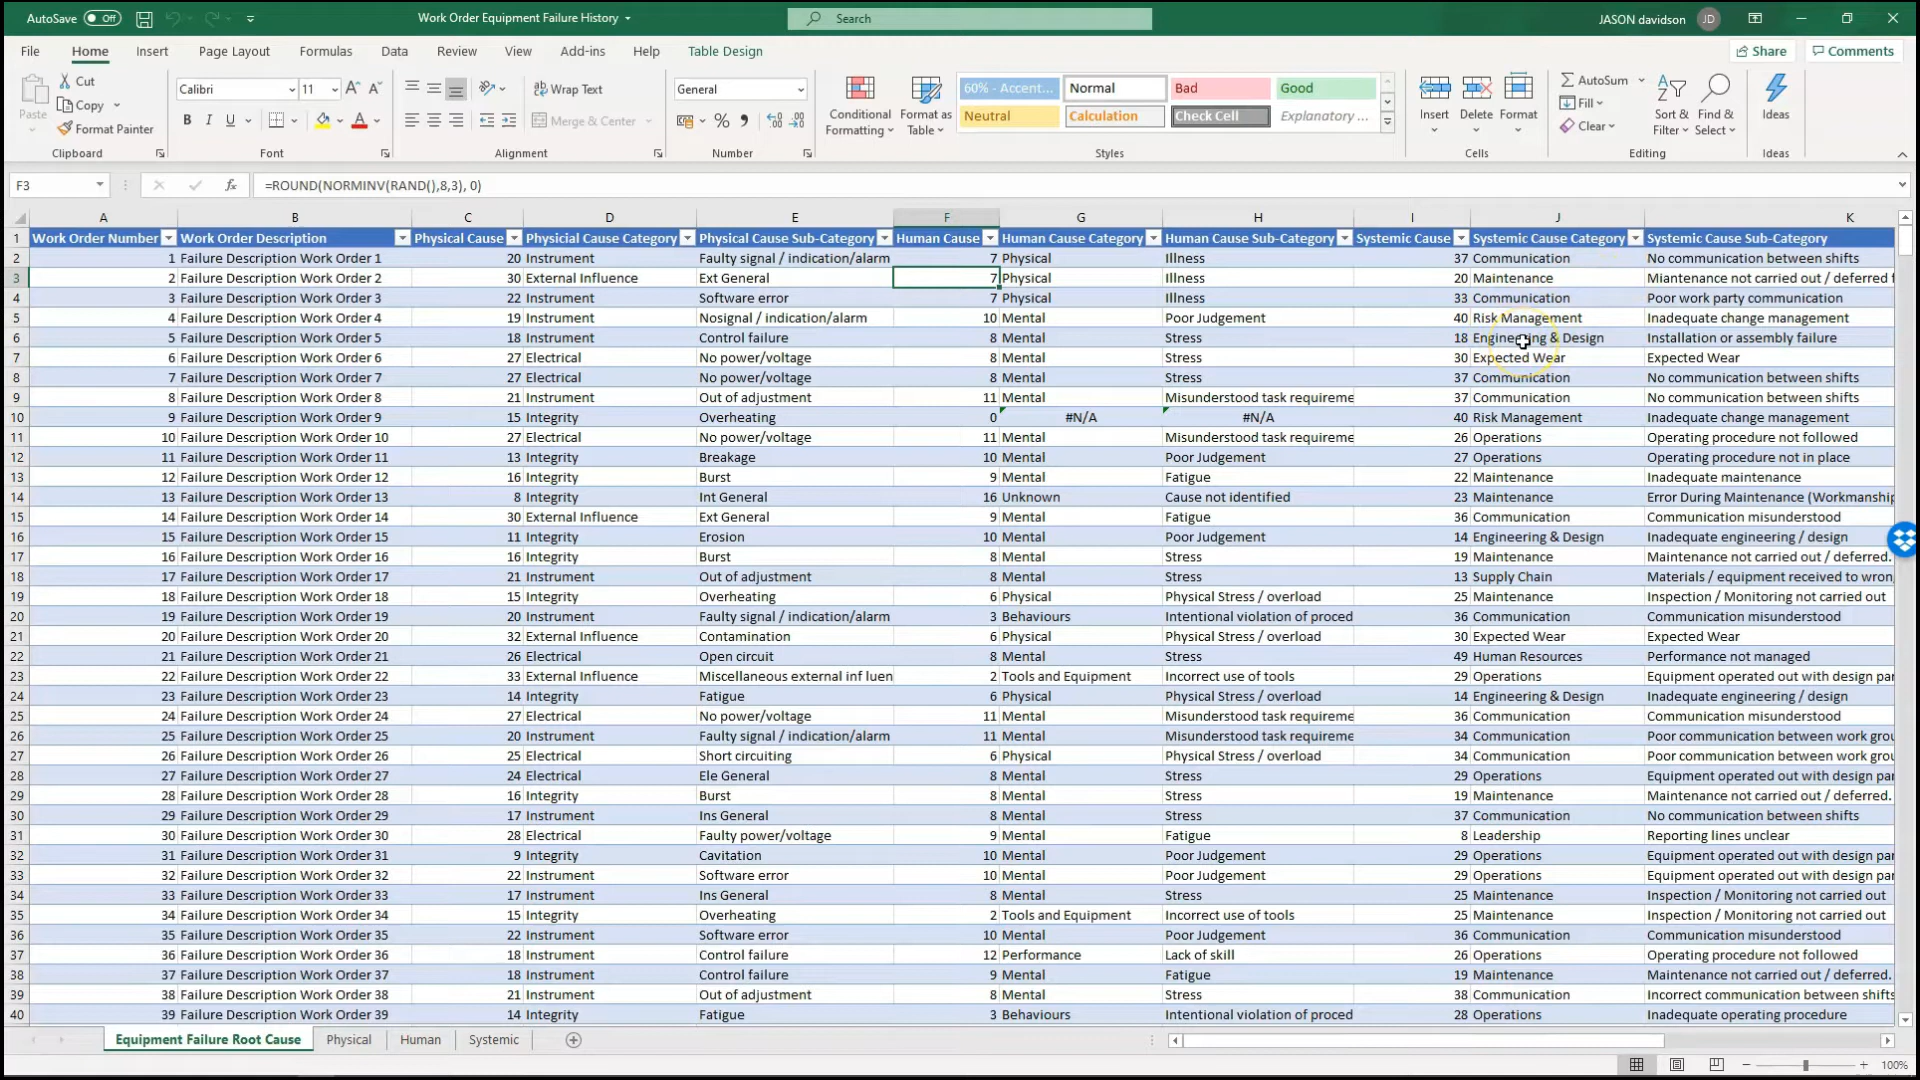 AutoSave Off Work Order Equipment Failure History Search JASON davidson JD
File Home Insert Page Layout Formulas Data Review View Add-ins Help Table Design Share Comments
Paste Cut Copy Format Painter
Calibri 11 B I U
Wrap Text Merge & Center
General
Conditional Formatting Format as Table
60% - Accent... Normal Bad Good
Neutral Calculation Check Cell Explanatory ...
Insert Delete Format
AutoSum Fill Clear Sort & Filter Find & Select Ideas
Clipboard Font Alignment Number Styles Cells Editing Ideas
F3 fx =ROUND(NORMINV(RAND(),8,3), 0)
A B C D E F G H I J K
1 Work Order Number Work Order Description Physical Cause Physicial Cause Category Physical Cause Sub-Category Human Cause Human Cause Category Human Cause Sub-Category Systemic Cause Systemic Cause Category Systemic Cause Sub-Category
2 1 Failure Description Work Order 1 20 Instrument Faulty signal / indication/alarm 7 Physical Illness 37 Communication No communication between shifts
3 2 Failure Description Work Order 2 30 External Influence Ext General 7 Physical Illness 20 Maintenance Miantenance not carried out / deferred
4 3 Failure Description Work Order 3 22 Instrument Software error 7 Physical Illness 33 Communication Poor work party communication
5 4 Failure Description Work Order 4 19 Instrument Nosignal / indication/alarm 10 Mental Poor Judgement 40 Risk Management Inadequate change management
6 5 Failure Description Work Order 5 18 Instrument Control failure 8 Mental Stress 18 Engineering & Design Installation or assembly failure
7 6 Failure Description Work Order 6 27 Electrical No power/voltage 8 Mental Stress 30 Expected Wear Expected Wear
8 7 Failure Description Work Order 7 27 Electrical No power/voltage 8 Mental Stress 37 Communication No communication between shifts
9 8 Failure Description Work Order 8 21 Instrument Out of adjustment 11 Mental Misunderstood task requireme 37 Communication No communication between shifts
10 9 Failure Description Work Order 9 15 Integrity Overheating 0 #N/A #N/A 40 Risk Management Inadequate change management
11 10 Failure Description Work Order 10 27 Electrical No power/voltage 11 Mental Misunderstood task requireme 26 Operations Operating procedure not followed
12 11 Failure Description Work Order 11 13 Integrity Breakage 10 Mental Poor Judgement 27 Operations Operating procedure not in place
13 12 Failure Description Work Order 12 16 Integrity Burst 9 Mental Fatigue 22 Maintenance Inadequate maintenance
14 13 Failure Description Work Order 13 8 Integrity Int General 16 Unknown Cause not identified 23 Maintenance Error During Maintenance (Workmanship
15 14 Failure Description Work Order 14 30 External Influence Ext General 9 Mental Fatigue 36 Communication Communication misunderstood
16 15 Failure Description Work Order 15 11 Integrity Erosion 10 Mental Poor Judgement 14 Engineering & Design Inadequate engineering / design
17 16 Failure Description Work Order 16 16 Integrity Burst 8 Mental Stress 19 Maintenance Maintenance not carried out / deferred.
18 17 Failure Description Work Order 17 21 Instrument Out of adjustment 8 Mental Stress 13 Supply Chain Materials / equipment received to wron
19 18 Failure Description Work Order 18 15 Integrity Overheating 6 Physical Physical Stress / overload 25 Maintenance Inspection / Monitoring not carried out
20 19 Failure Description Work Order 19 20 Instrument Faulty signal / indication/alarm 3 Behaviours Intentional violation of proced 36 Communication Communication misunderstood
21 20 Failure Description Work Order 20 32 External Influence Contamination 6 Physical Physical Stress / overload 30 Expected Wear Expected Wear
22 21 Failure Description Work Order 21 26 Electrical Open circuit 8 Mental Stress 49 Human Resources Performance not managed
23 22 Failure Description Work Order 22 33 External Influence Miscellaneous external inf luen 2 Tools and Equipment Incorrect use of tools 29 Operations Equipment operated out with design par
24 23 Failure Description Work Order 23 14 Integrity Fatigue 6 Physical Physical Stress / overload 14 Engineering & Design Inadequate engineering / design
25 24 Failure Description Work Order 24 27 Electrical No power/voltage 11 Mental Misunderstood task requireme 36 Communication Communication misunderstood
26 25 Failure Description Work Order 25 20 Instrument Faulty signal / indication/alarm 11 Mental Misunderstood task requireme 34 Communication Poor communication between work grou
27 26 Failure Description Work Order 26 25 Electrical Short circuiting 6 Physical Physical Stress / overload 34 Communication Poor communication between work grou
28 27 Failure Description Work Order 27 24 Electrical Ele General 8 Mental Stress 29 Operations Equipment operated out with design par
29 28 Failure Description Work Order 28 16 Integrity Burst 8 Mental Stress 19 Maintenance Maintenance not carried out / deferred.
30 29 Failure Description Work Order 29 17 Instrument Ins General 8 Mental Stress 37 Communication No communication between shifts
31 30 Failure Description Work Order 30 28 Electrical Faulty power/voltage 9 Mental Fatigue 8 Leadership Reporting lines unclear
32 31 Failure Description Work Order 31 9 Integrity Cavitation 10 Mental Poor Judgement 29 Operations Equipment operated out with design par
33 32 Failure Description Work Order 32 22 Instrument Software error 10 Mental Poor Judgement 29 Operations Equipment operated out with design par
34 33 Failure Description Work Order 33 17 Instrument Ins General 8 Mental Stress 25 Maintenance Inspection / Monitoring not carried out
35 34 Failure Description Work Order 34 15 Integrity Overheating 2 Tools and Equipment Incorrect use of tools 25 Maintenance Inspection / Monitoring not carried out
36 35 Failure Description Work Order 35 22 Instrument Software error 10 Mental Poor Judgement 36 Communication Communication misunderstood
37 36 Failure Description Work Order 36 18 Instrument Control failure 12 Performance Lack of skill 26 Operations Operating procedure not followed
38 37 Failure Description Work Order 37 18 Instrument Control failure 9 Mental Fatigue 19 Maintenance Maintenance not carried out / deferred.
39 38 Failure Description Work Order 38 21 Instrument Out of adjustment 8 Mental Stress 38 Communication Incorrect communication between shifts
40 39 Failure Description Work Order 39 14 Integrity Fatigue 3 Behaviours Intentional violation of proced 28 Operations Inadequate operating procedure
Equipment Failure Root Cause Physical Human Systemic
100%